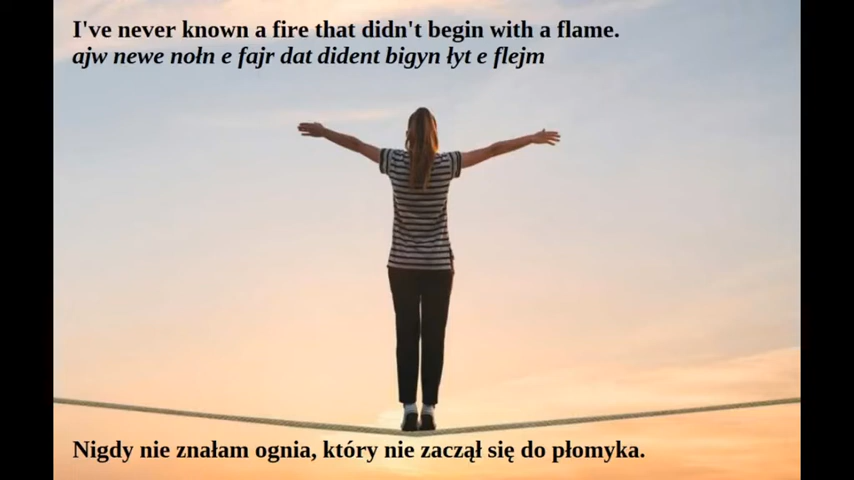 I've never known a fire that didn't begin with a flame.
ajw newe nołn e fajr dat dident bigyn łyt e flejm
Nigdy nie znałam ognia, który nie zaczął się do płomyka.